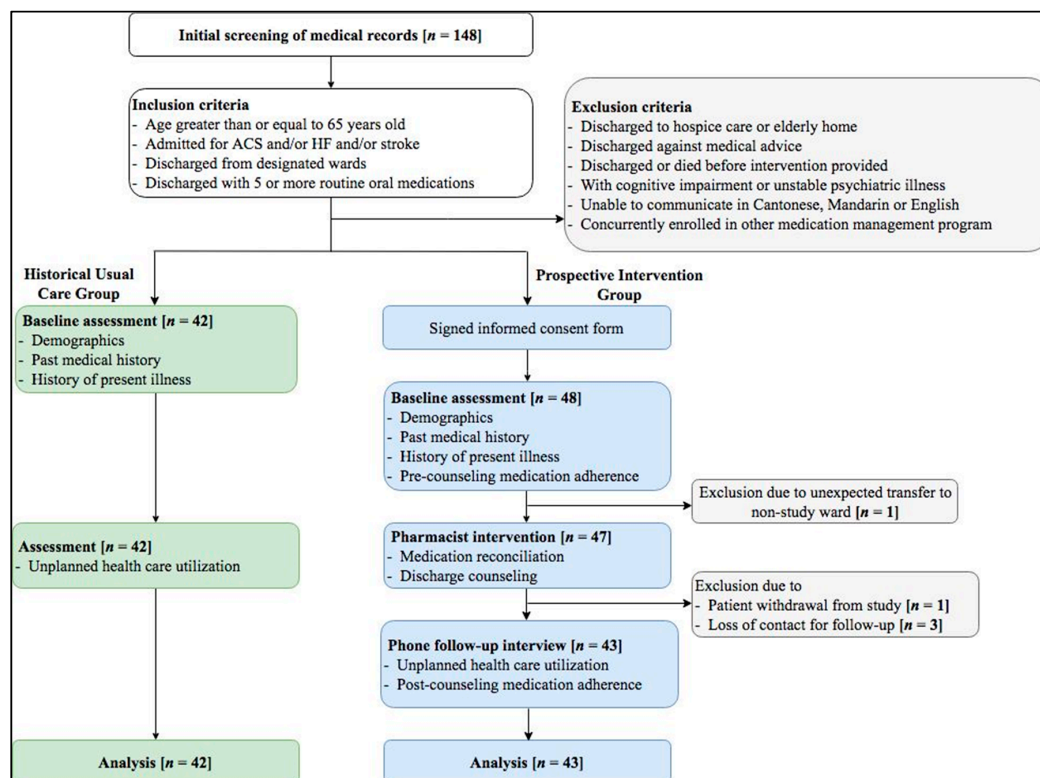 Initial screening of medical records [n = 148]
Inclusion criteria
- Age greater than or equal to 65 years old
- Admitted for ACS and/or HF and/or stroke
- Discharged from designated wards
- Discharged with 5 or more routine oral medications
Exclusion criteria
- Discharged to hospice care or elderly home
- Discharged against medical advice
- Discharged or died before intervention provided
- With cognitive impairment or unstable psychiatric illness
- Unable to communicate in Cantonese, Mandarin or English
- Concurrently enrolled in other medication management program
Historical Usual
Care Group
Baseline assessment [n = 42]
- Demographics
- Past medical history
- History of present illness
Assessment [n = 42]
- Unplanned health care utilization
Analysis [n = 42]
Prospective Intervention
Group
Signed informed consent form
Baseline assessment [n = 48]
- Demographics
- Past medical history
- History of present illness
- Pre-counseling medication adherence
Exclusion due to unexpected transfer to
non-study ward [n = 1]
Pharmacist intervention [n = 47]
- Medication reconciliation
- Discharge counseling
Exclusion due to
- Patient withdrawal from study [n = 1]
- Loss of contact for follow-up [n = 3]
Phone follow-up interview [n = 43]
- Unplanned health care utilization
- Post-counseling medication adherence
Analysis [n = 43]